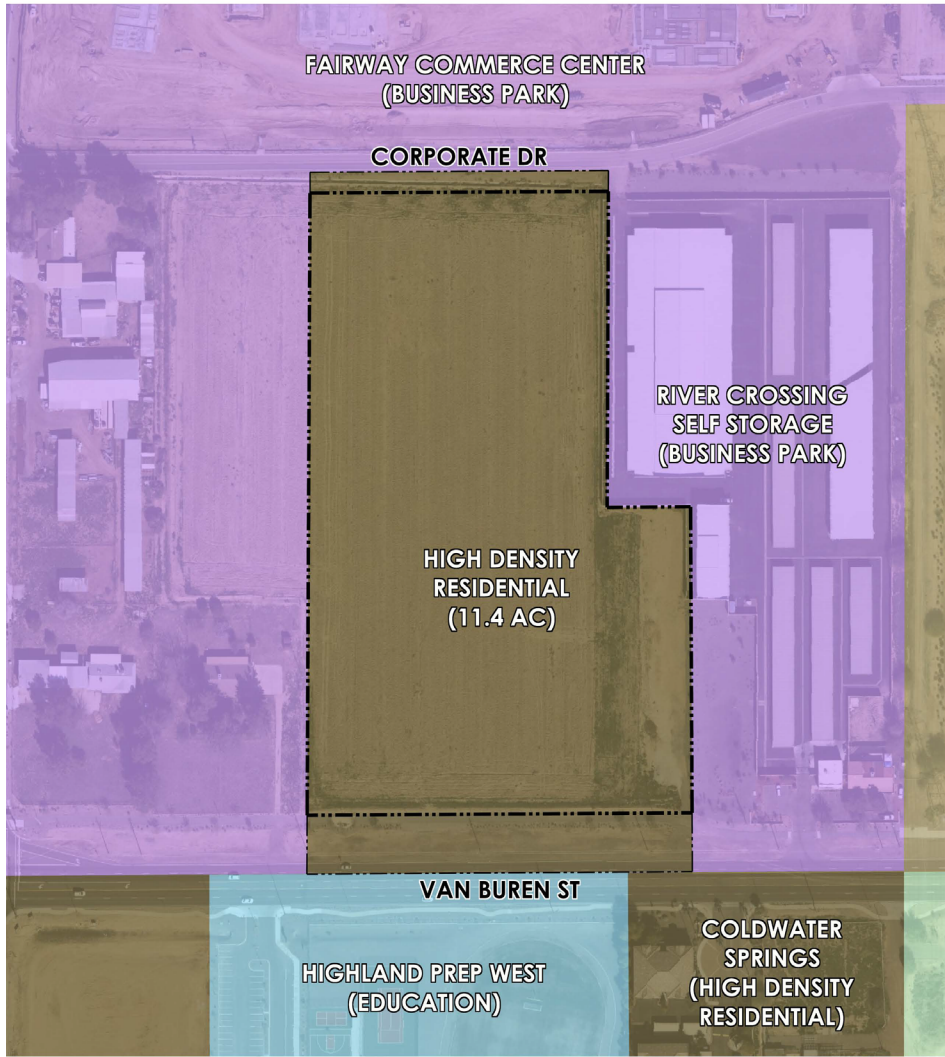 FAIRWAY COMMERCE CENTER
(BUSINESS PARK)
CORPORATE DR
RIVER CROSSING
SELF STORAGE
(BUSINESS PARK)
HIGH DENSITY
RESIDENTIAL
(11.4 AC)
VAN BUREN ST
HIGHLAND PREP WEST
(EDUCATION)
COLDWATER
SPRINGS
(HIGH DENSITY
RESIDENTIAL)